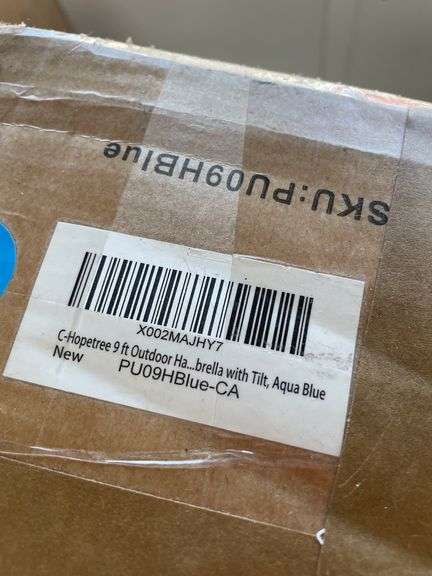 SKU:PU09HBlue
X002MAJHY7
C-Hopetree 9 ft Outdoor Ha...brella with Tilt, Aqua Blue
New
PU09HBlue-CA